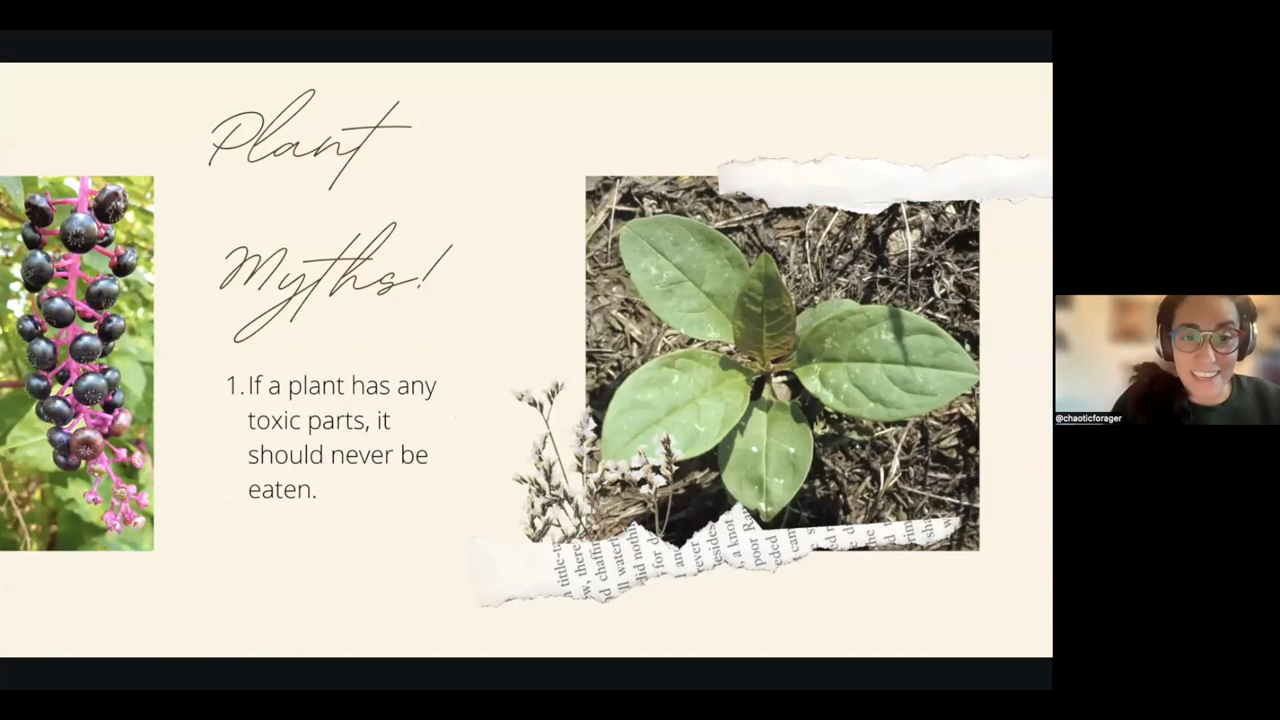 Plant
Myths!
1. If a plant has any
toxic parts, it
should never be
eaten.
@chaoticforager